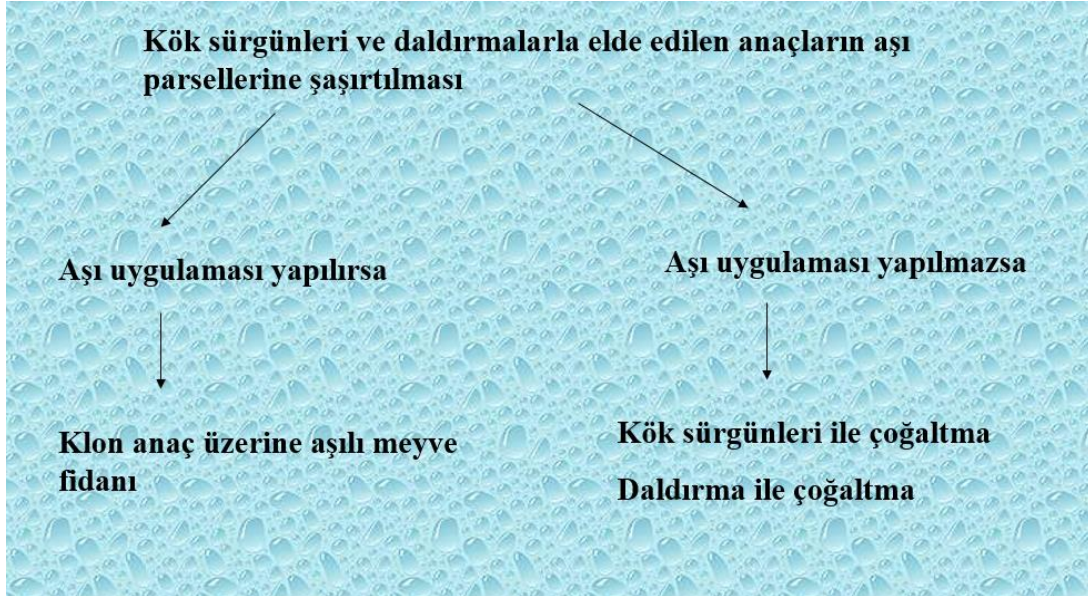 Kök sürgünleri ve daldırmalarla elde edilen anaçların aşı
parsellerine şaşırtılması
Aşı uygulaması yapılırsa
Aşı uygulaması yapılmazsa
Klon anaç üzerine aşılı meyve
fidanı
Kök sürgünleri ile çoğaltma
Daldırma ile çoğaltma